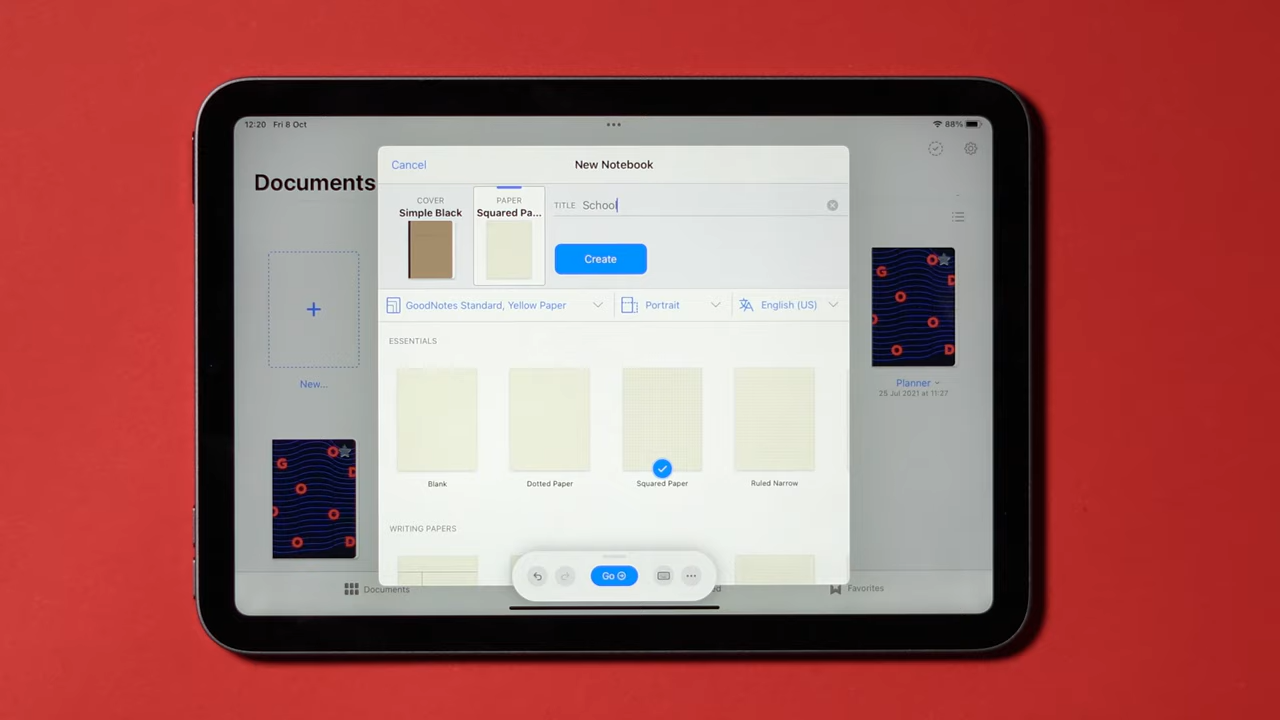 12:20 Fri 8 Oct
88%
Documents
Cancel
New Notebook
COVER
Simple Black
PAPER
Squared Pa...
TITLE School
Create
GoodNotes Standard, Yellow Paper
Portrait
English (US)
ESSENTIALS
Blank
Dotted Paper
Squared Paper
Ruled Narrow
WRITING PAPERS
New...
Planner
25 Jul 2021 at 11:27
G O O D
G O O D
Go
Documents
Favorites